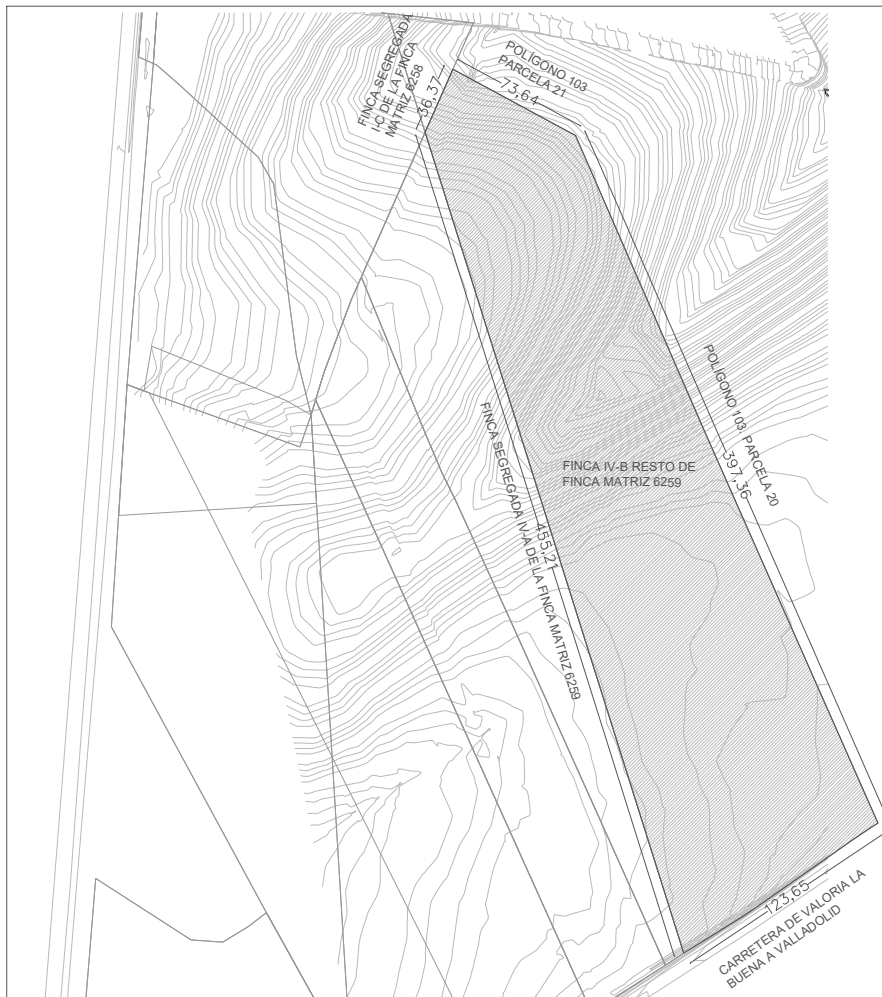 FINCA SEGREGADA
I-C DE LA FINCA
MATRIZ 6258
36,37
POLÍGONO 103
PARCELA 21
73,64
POLÍGONO 103, PARCELA 20
397,36
FINCA IV-B RESTO DE
FINCA MATRIZ 6259
FINCA SEGREGADA IV-A DE LA FINCA MATRIZ 6259
455,21
123,65
CARRETERA DE VALORIA LA
BUENA A VALLADOLID